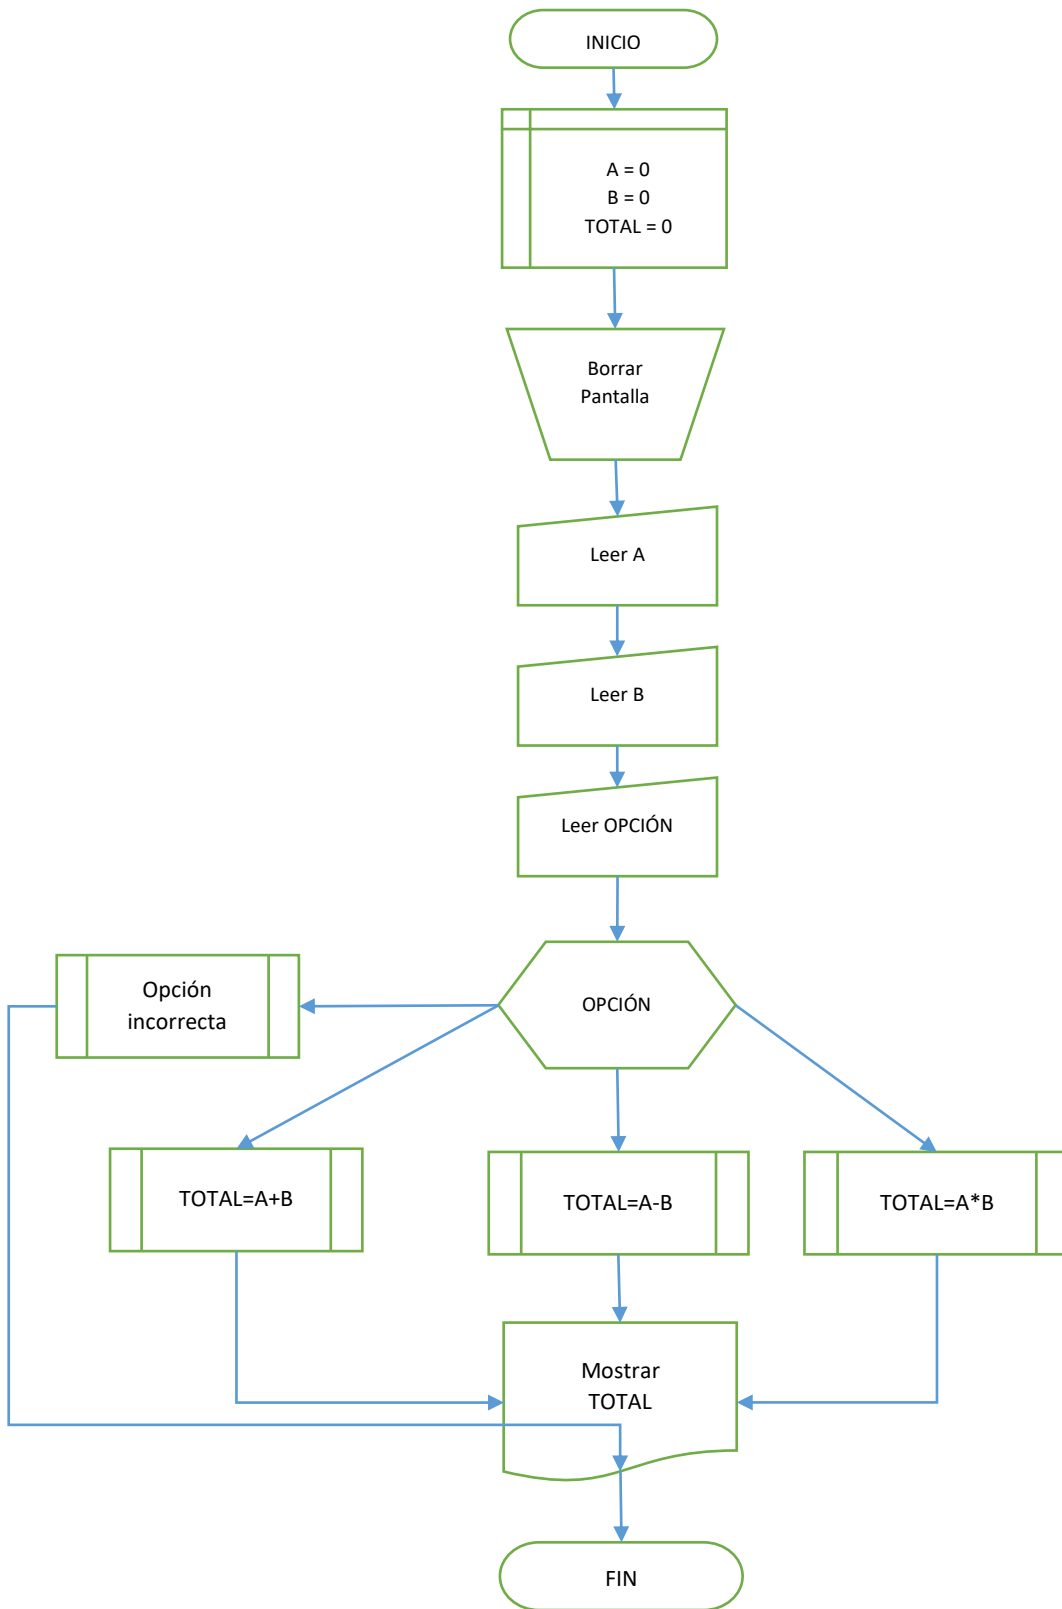 INICIO
A = 0
B = 0
TOTAL = 0
Borrar
Pantalla
Leer A
Leer B
Leer OPCIÓN
Opción
incorrecta
OPCIÓN
TOTAL=A+B
TOTAL=A-B
TOTAL=A*B
Mostrar
TOTAL
FIN